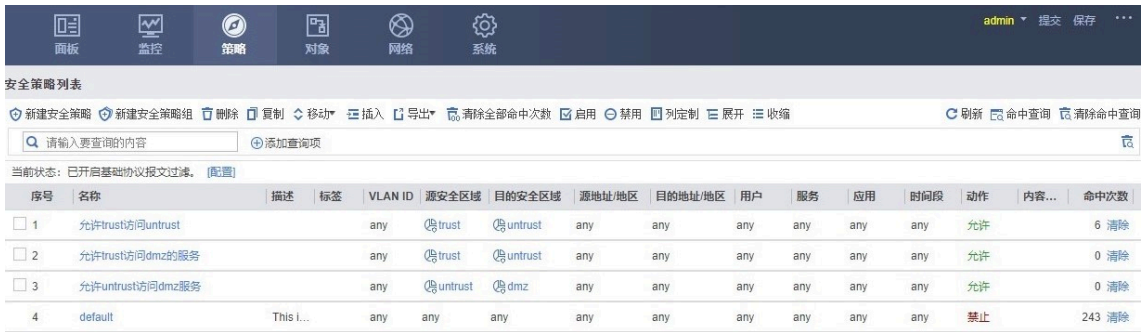 面板 监控 策略 对象 网络 系统 admin 提交 保存 ···
安全策略列表
新建安全策略 新建安全策略组 删除 复制 移动 插入 导出 清除全部命中次数 启用 禁用 列定制 展开 收缩 刷新 命中查询 清除命中查询
请输入要查询的内容 添加查询项
当前状态：已开启基础协议报文过滤。 [配置]
序号 名称 描述 标签 VLAN ID 源安全区域 目的安全区域 源地址/地区 目的地址/地区 用户 服务 应用 时间段 动作 内容... 命中次数
1 允许trust访问untrust any trust untrust any any any any any any 允许 6 清除
2 允许trust访问dmz的服务 any trust untrust any any any any any any 允许 0 清除
3 允许untrust访问dmz服务 any untrust dmz any any any any any any 允许 0 清除
4 default This i... any any any any any any any any any 禁止 243 清除